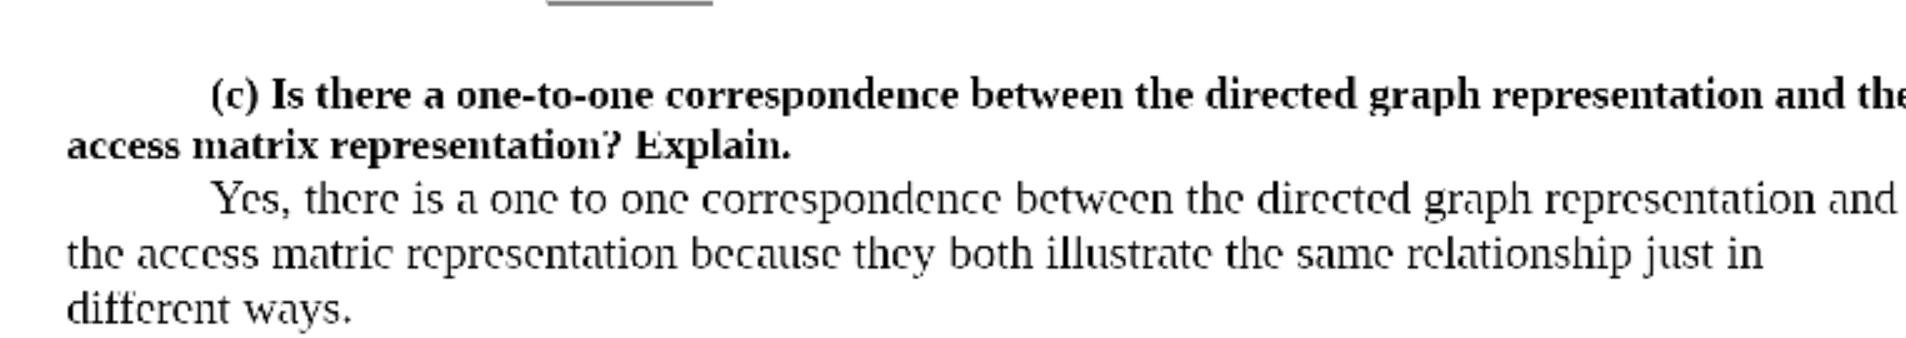 (c) Is there a one-to-one correspondence between the directed graph representation and the
access matrix representation? Explain.
Yes, there is a one to one correspondence between the directed graph representation and
the access matric representation because they both illustrate the same relationship just in
different ways.